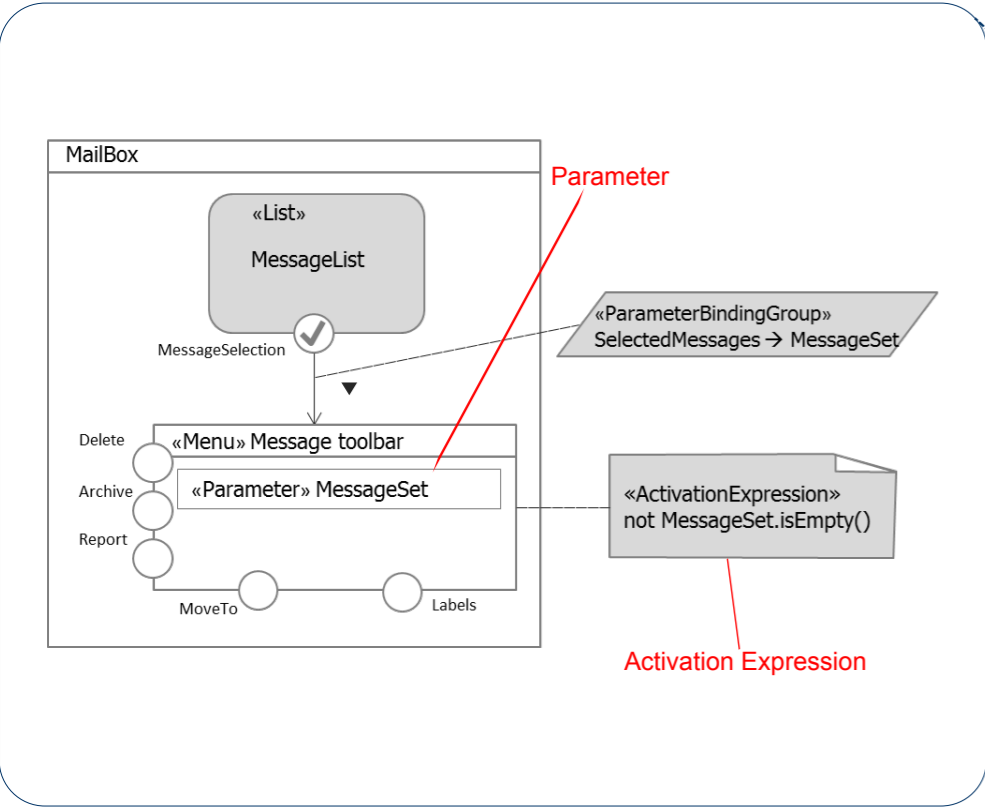 MailBox
Parameter
«List»
MessageList
«ParameterBindingGroup»
SelectedMessages → MessageSet
MessageSelection
Delete
«Menu» Message toolbar
Archive
«Parameter» MessageSet
«ActivationExpression»
not MessageSet.isEmpty()
Report
MoveTo
Labels
Activation Expression